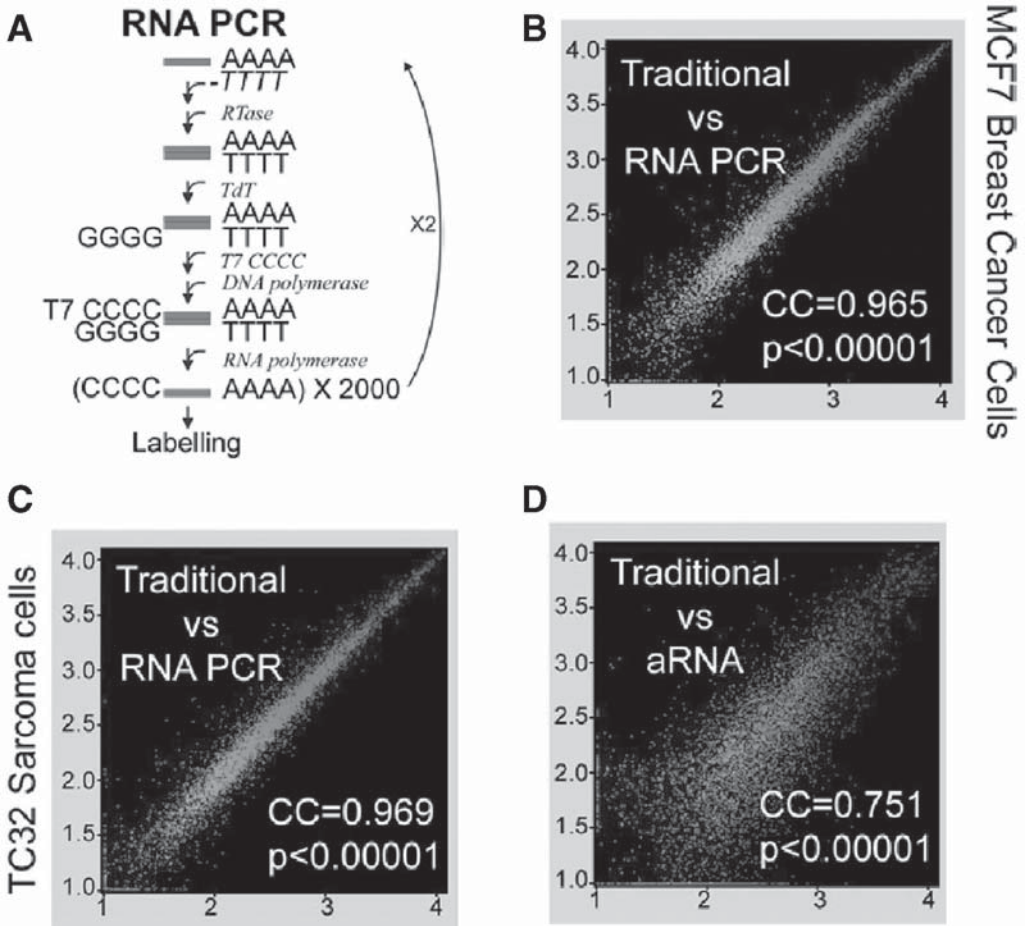 A
RNA PCR
AAAA
TTTT
RTase
AAAA
TTTT
TdT
AAAA
GGGG TTTT
T7 CCCC
DNA polymerase
T7 CCCC AAAA
GGGG TTTT
RNA polymerase
(CCCC AAAA) X 2000
Labelling
X2
B
MCF7 Breast Cancer Cells
4.0
3.5
3.0
2.5
2.0
1.5
1.0
Traditional
vs
RNA PCR
CC=0.965
p<0.00001
1 2 3 4
C
TC32 Sarcoma cells
4.0
3.5
3.0
2.5
2.0
1.5
1.0
Traditional
vs
RNA PCR
CC=0.969
p<0.00001
1 2 3 4
D
4.0
3.5
3.0
2.5
2.0
1.5
1.0
Traditional
vs
aRNA
CC=0.751
p<0.00001
1 2 3 4